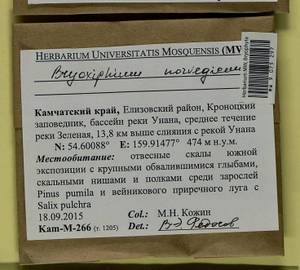 HERBARIUM UNIVERSITATIS MOSQUENSIS (MW
Bryoxiphium norvegicum
Камчатский край, Елизовский район, Кроноцкий
заповедник, бассейн реки Унана, среднее течение
реки Зеленая, 13,8 км выше слияния с рекой Унана
N: 54.60088° E: 159.91477° 474 м н.у.м.
Местообитание: отвесные скалы южной
экспозиции с крупными обвалившимися глыбами,
скальными нишами и полками среди зарослей
Pinus pumila и вейникового приречного луга с
Salix pulchra
18.09.2015 Col.: М.Н. Кожин
Kam-M-266 (т. 1205) Det.: В.Э. Федосов